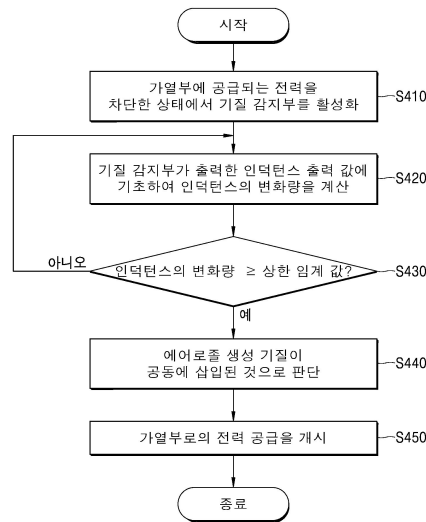 시작
가열부에 공급되는 전력을
차단한 상태에서 기질 감지부를 활성화
S410
기질 감지부가 출력한 인덕턴스 출력 값에
기초하여 인덕턴스의 변화량을 계산
S420
아니오
인덕턴스의 변화량 ≥ 상한 임계 값?
S430
예
에어로졸 생성 기질이
공동에 삽입된 것으로 판단
S440
가열부로의 전력 공급을 개시
S450
종료